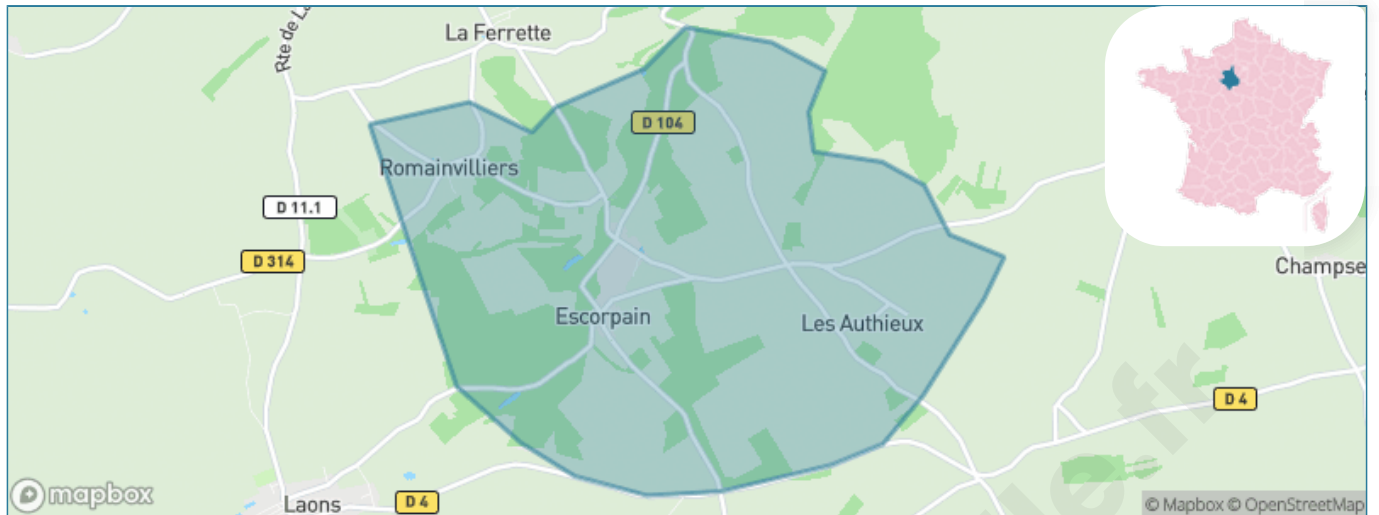 La Ferrette
Rte de La
D 104
Romainvilliers
D 11.1
D 314
Champse
Escorpain
Les Authieux
D 4
mapbox
Laons
D 4
© Mapbox © OpenStreetMap